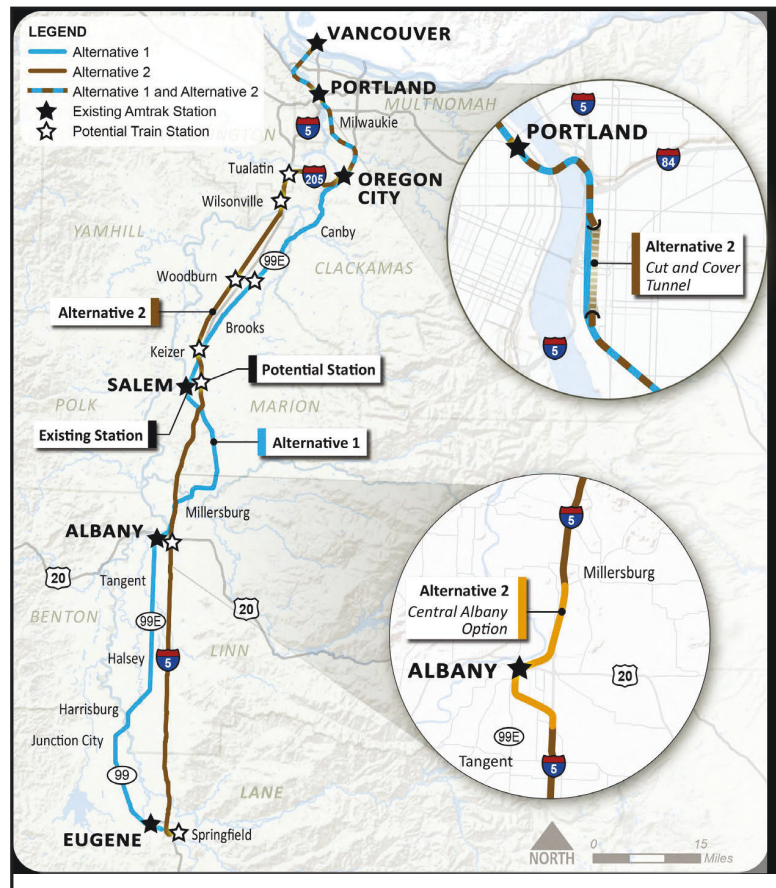 LEGEND
Alternative 1
Alternative 2
Alternative 1 and Alternative 2
Existing Amtrak Station
Potential Train Station
VANCOUVER
PORTLAND
MULTNOMAH
5
Milwaukie
Tualatin
205
OREGON
CITY
Wilsonville
Canby
YAMHILL
99E
CLACKAMAS
Woodburn
Alternative 2
Brooks
Keizer
Potential Station
SALEM
POLK
MARION
Existing Station
Alternative 1
Millersburg
ALBANY
20
Tangent
20
BENTON
99E
LINN
Halsey
5
Harrisburg
Junction City
99
LANE
EUGENE
Springfield
5
PORTLAND
84
Alternative 2
Cut and Cover
Tunnel
5
5
Millersburg
Alternative 2
Central Albany
Option
ALBANY
20
99E
Tangent
5
NORTH
0
15
Miles